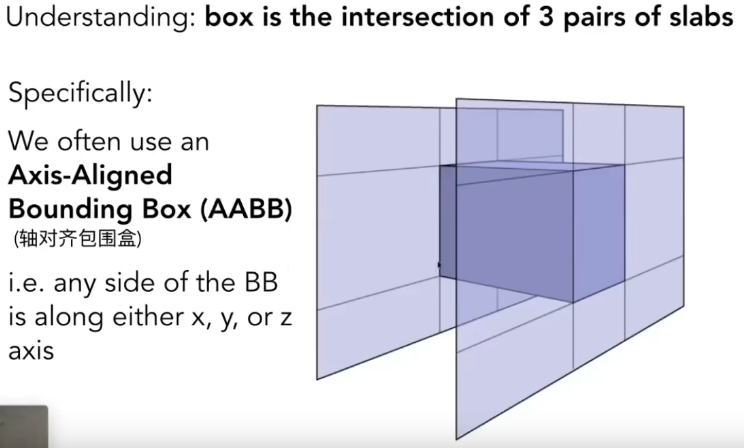 Understanding: box is the intersection of 3 pairs of slabs
Specifically:
We often use an
Axis-Aligned
Bounding Box (AABB)
(轴对齐包围盒)
i.e. any side of the BB
is along either x, y, or z
axis